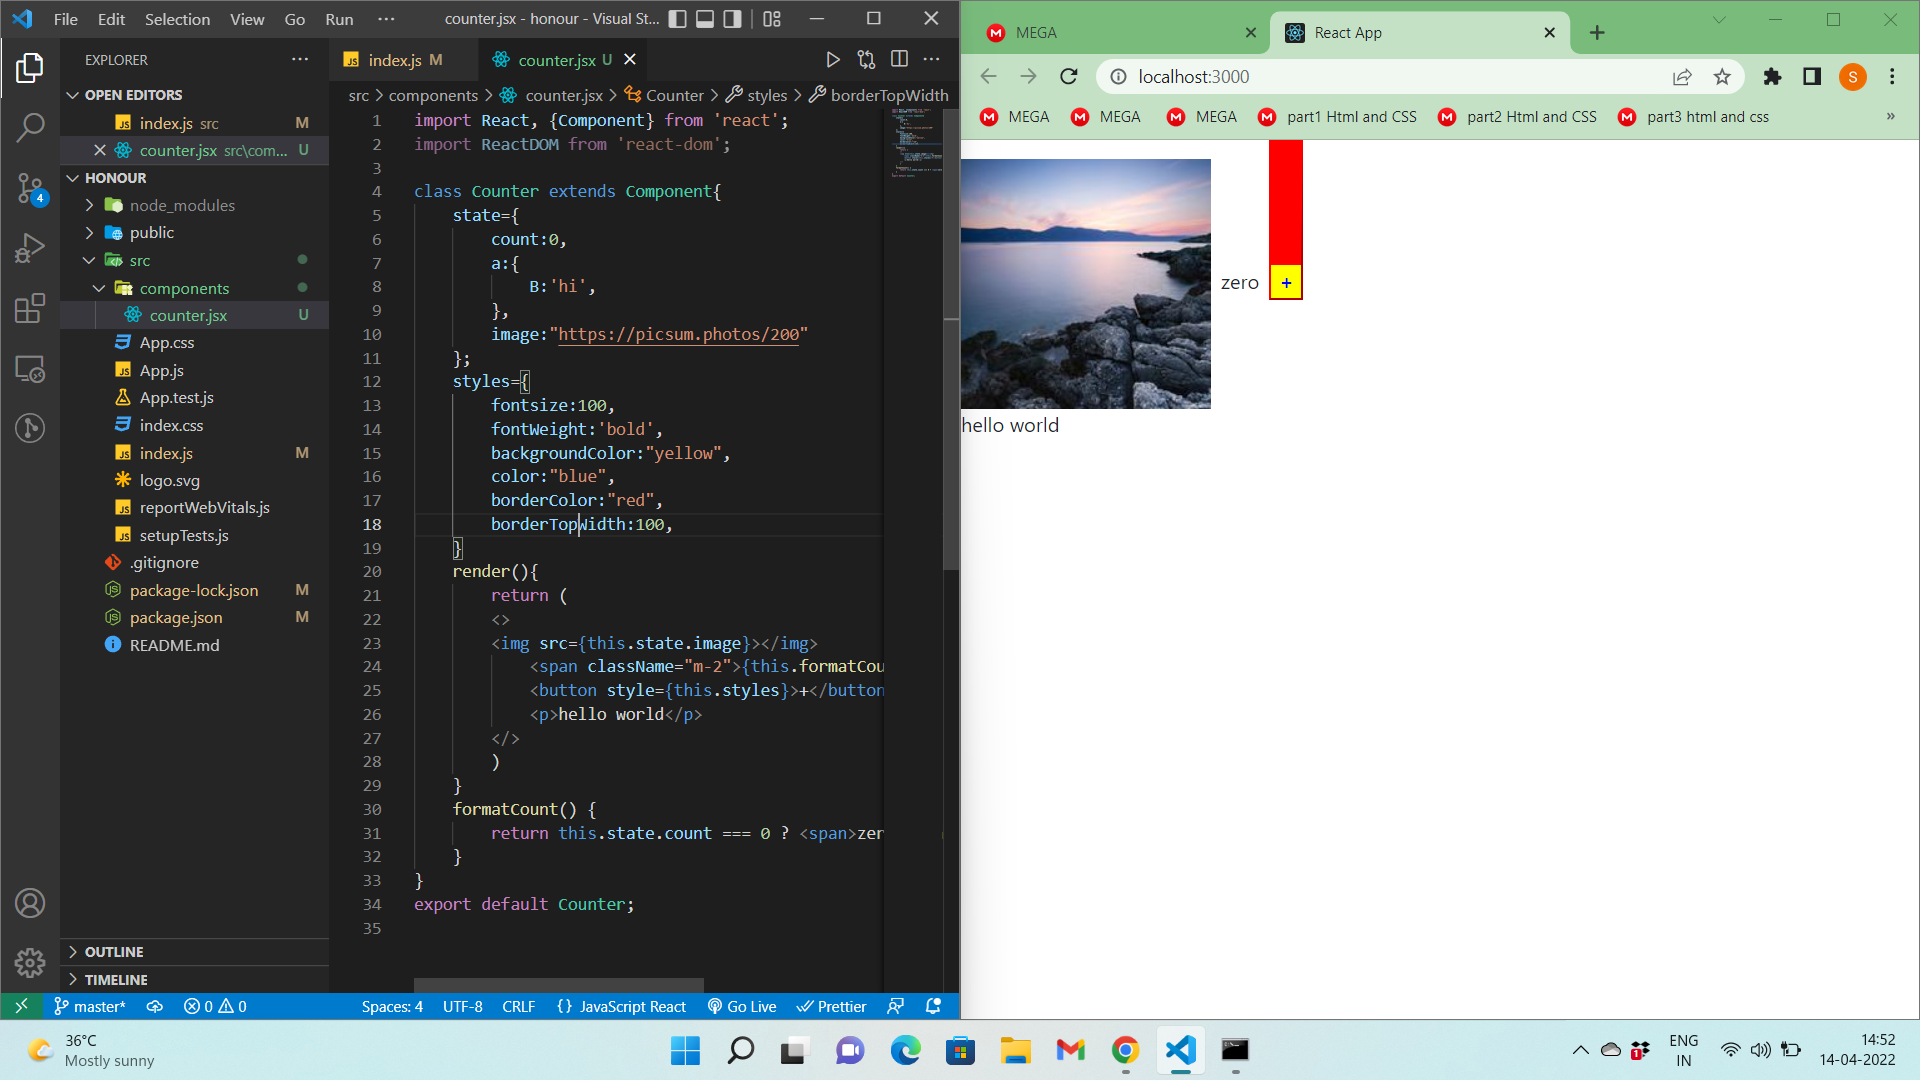 File Edit Selection View Go Run ··· counter.jsx - honour - Visual St...
EXPLORER
OPEN EDITORS
index.js src M
counter.jsx src\com... U
HONOUR
node_modules
public
src
components
counter.jsx U
App.css
App.js
App.test.js
index.css
index.js M
logo.svg
reportWebVitals.js
setupTests.js
.gitignore
package-lock.json M
package.json M
README.md
OUTLINE
TIMELINE
4
index.js M counter.jsx U
src > components > counter.jsx > Counter > styles > borderTopWidth
1 import React, {Component} from 'react';
2 import ReactDOM from 'react-dom';
3
4 class Counter extends Component{
5 state={
6 count:0,
7 a:{
8 B:'hi',
9 },
10 image:"https://picsum.photos/200"
11 };
12 styles={
13 fontsize:100,
14 fontWeight:'bold',
15 backgroundColor:"yellow",
16 color:"blue",
17 borderColor:"red",
18 borderTopWidth:100,
19 }
20 render(){
21 return (
22 <>
23 <img src={this.state.image}></img>
24 <span className="m-2">{this.formatCou
25 <button style={this.styles}>+</button
26 <p>hello world</p>
27 </>
28 )
29 }
30 formatCount() {
31 return this.state.count === 0 ? <span>zer
32 }
33 }
34 export default Counter;
35
master* 0 0 Spaces: 4 UTF-8 CRLF {} JavaScript React Go Live Prettier
MEGA React App
localhost:3000 S
MEGA MEGA MEGA part1 Html and CSS part2 Html and CSS part3 html and css »
zero +
hello world
36°C
Mostly sunny
1
ENG
IN
14:52
14-04-2022